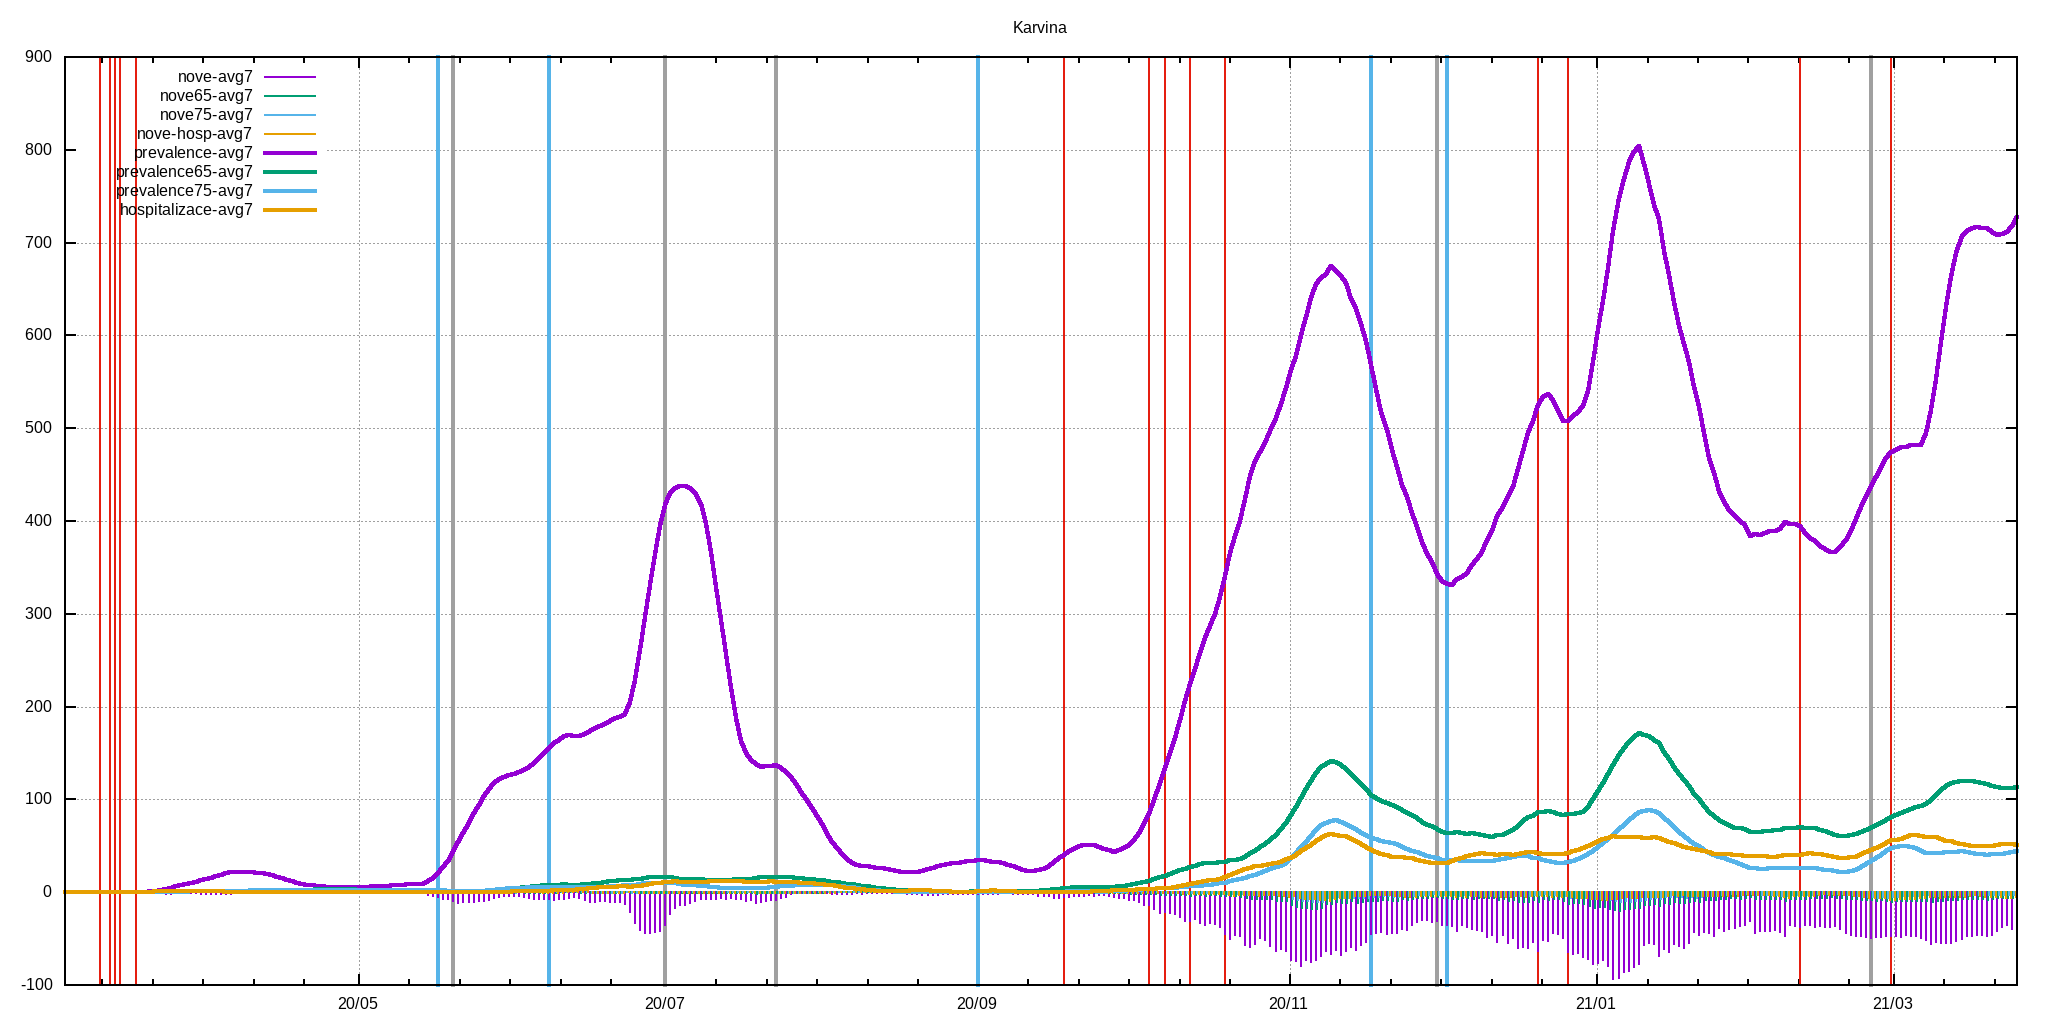 Karvina
900
800
700
600
500
400
300
200
100
0
-100
nove-avg7
nove65-avg7
nove75-avg7
nove-hosp-avg7
prevalence-avg7
prevalence65-avg7
prevalence75-avg7
hospitalizace-avg7
20/05 20/07 20/09 20/11 21/01 21/03